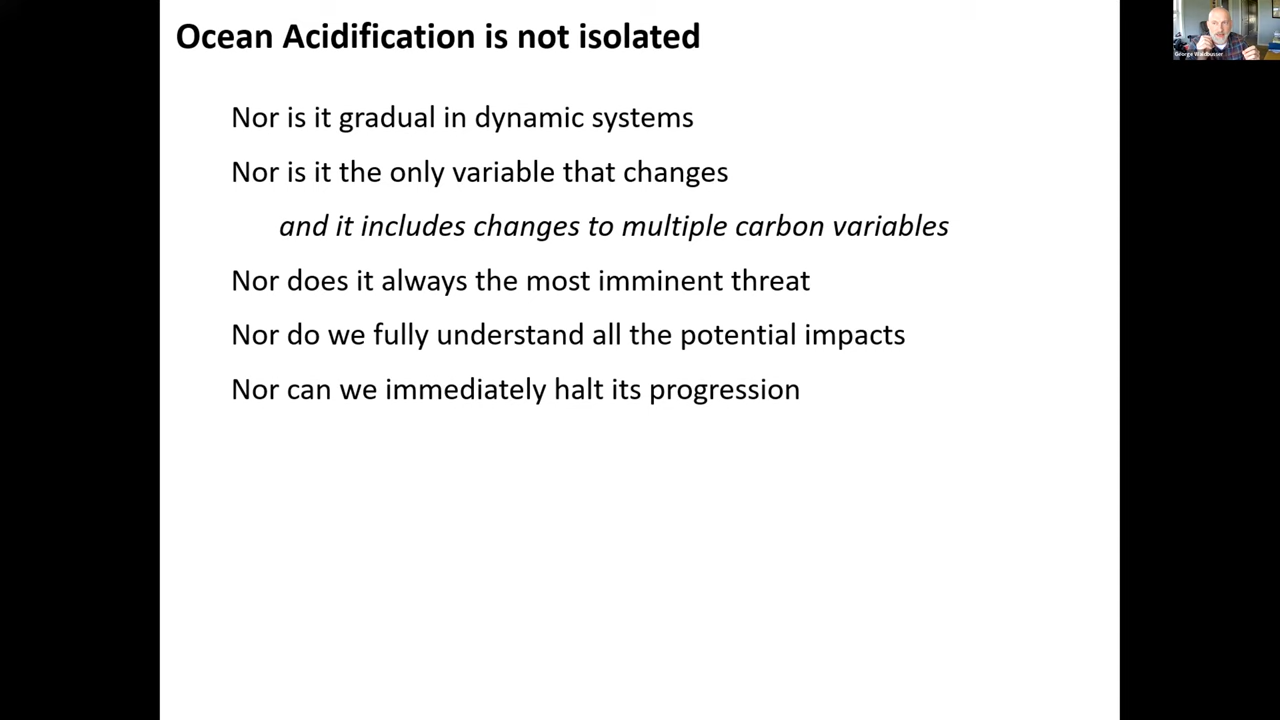 Ocean Acidification is not isolated
George Waldbusser
Nor is it gradual in dynamic systems
Nor is it the only variable that changes
and it includes changes to multiple carbon variables
Nor does it always the most imminent threat
Nor do we fully understand all the potential impacts
Nor can we immediately halt its progression